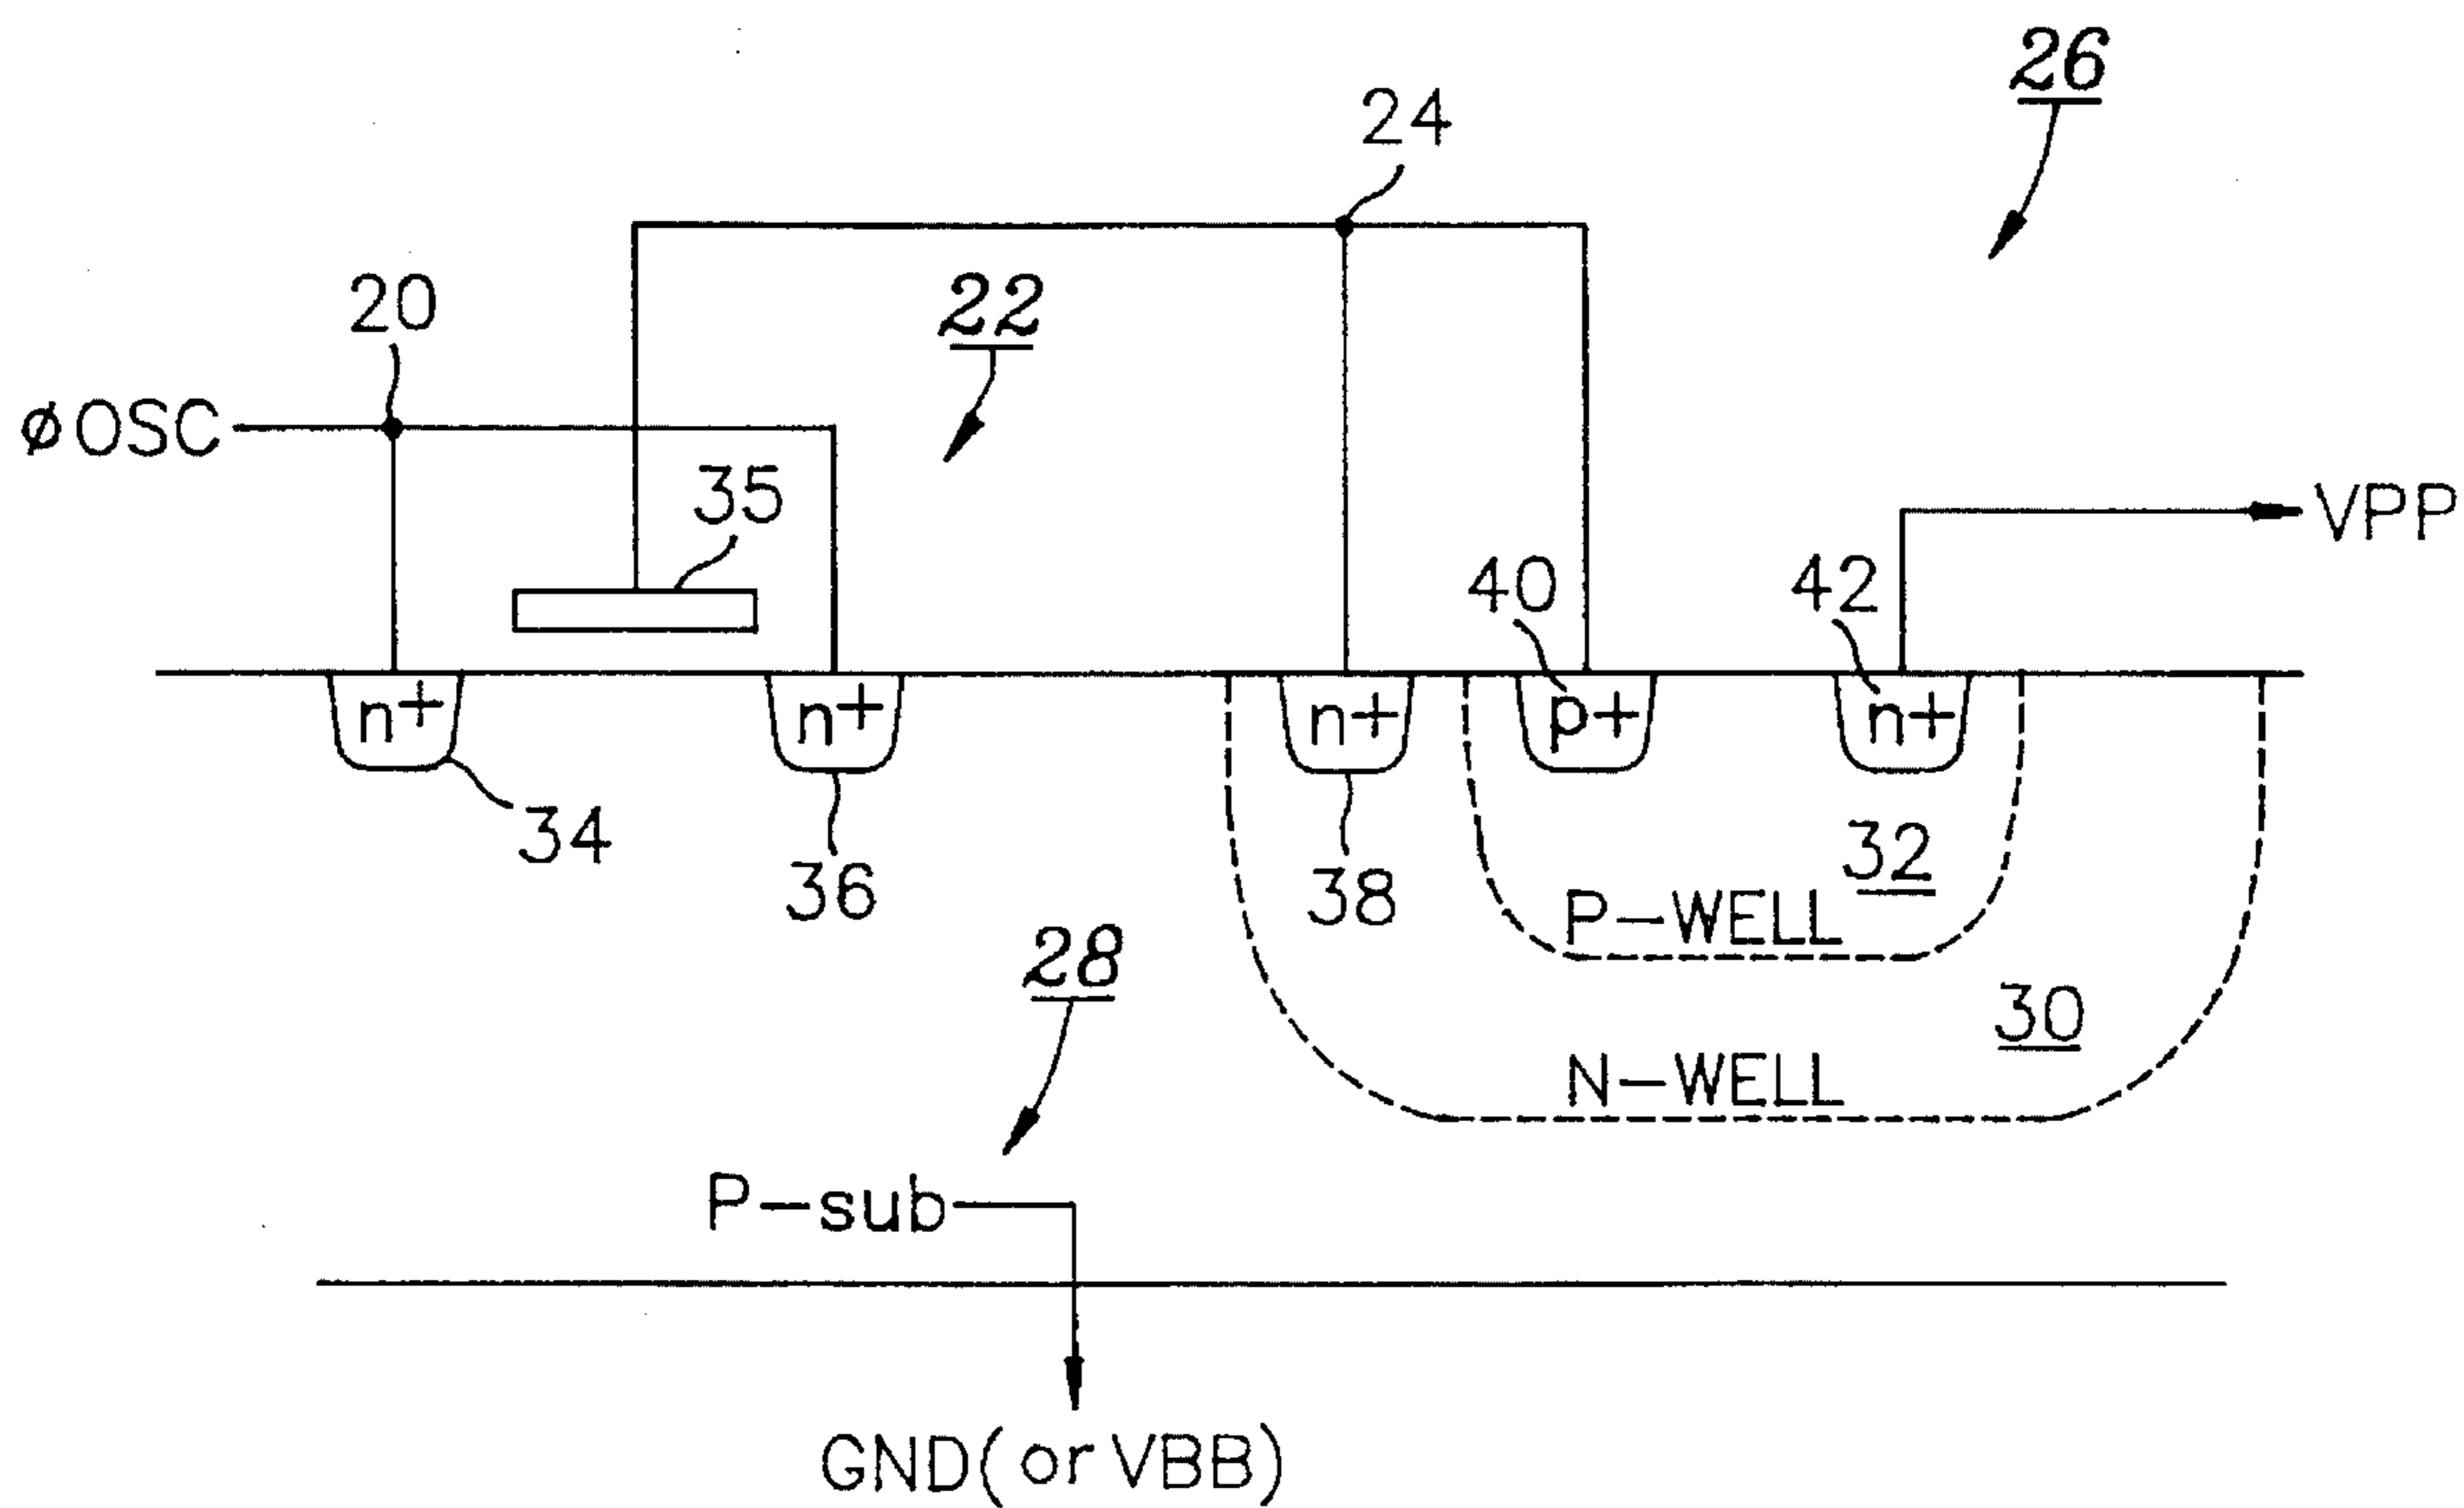 26
24
20
22
øOSC
35
VPP
40
42
n+
n+
n+
p+
n+
34
36
38
32
P-WELL
28
30
N-WELL
P-sub
GND(or VBB)